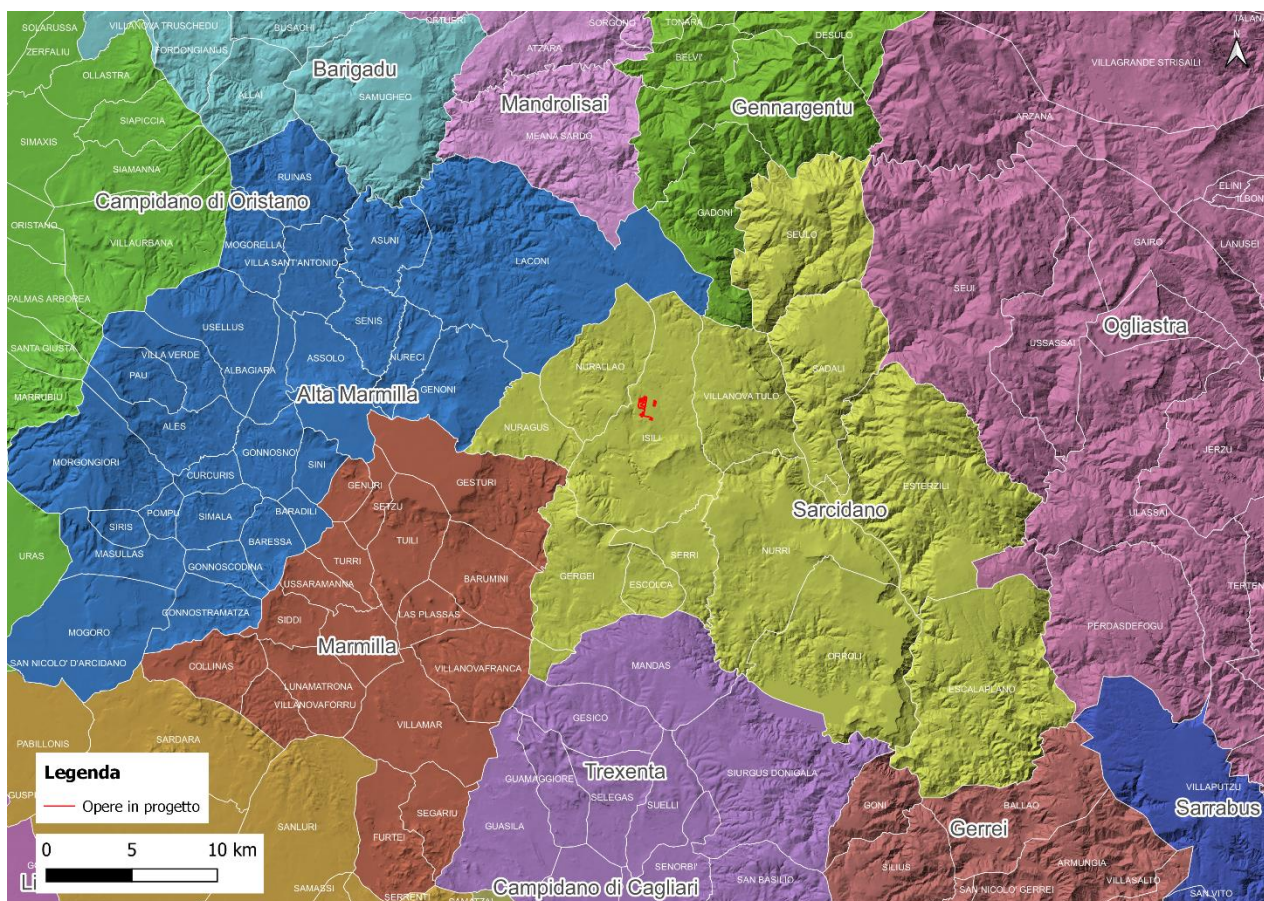 SOLARUSSA
VILLANOVA TRUSCHEDU
BUSACHI
ORTUERI
SORGONO
TONARA
DESULO
N
ZERFALIU
FORDONGIANUS
ATZARA
BELVI'
VILLAGRANDE STRISAILI
OLLASTRA
Barigadu
ALLAI
SAMUGHEO
Mandrolisai
Gennargentu
SIAPICCIA
ARZANA
SIMAXIS
MEANA SARDO
SIAMANNA
RUINAS
ELINI
Campidano di Oristano
GADONI
ORISTANO
ASUNI
SEULO
VILLAURBANA
MOGORELLA
GAIRO
LANUSEI
VILLA SANT'ANTONIO
LACONI
SEUI
PALMAS ARBOREA
SENIS
USELLUS
Ogliastra
SANTA GIUSTA
VILLA VERDE
ASSOLO
NURECI
USSASSAI
NURALLAO
SADALI
PAU
ALBAGIARA
GENONI
MARRUBIU
Alta Marmilla
VILLANOVA TULO
ALES
NURAGUS
ISILI
GONNOSNO'
JERZU
MORGONGIORI
SINI
CURCURIS
GENURI
GESTURI
ESTERZILI
SETZU
Sarcidano
ULASSAI
POMPU
SIMALA
BARADILI
SIRIS
TUILI
BARESSA
MASULLAS
NURRI
URAS
TURRI
SERRI
GONNOSCODINA
GERGEI
USSARAMANNA
BARUMINI
ESCOLCA
GONNOSTRAMATZA
SIDDI
LAS PLASSAS
MOGORO
PERDASDEFOGU
Marmilla
ORROLI
SAN NICOLO' D'ARCIDANO
COLLINAS
VILLANOVAFRANCA
MANDAS
LUNAMATRONA
ESCALAPLANO
VILLANOVAFORRU
GESICO
VILLAMAR
SARDARA
PABILLONIS
Trexenta
GUAMAGGIORE
SIURGUS DONIGALA
VILLAPUTZU
SELEGAS
SUELLI
GONI
BALLAO
Sarrabus
SEGARIU
GUASILA
SANLURI
Gerrei
FURTEI
ARMUNGIA
SENORBI'
SILIUS
SAN BASILIO
VILLASALTO
Campidano di Cagliari
SAMASSI
SERRENTI
SAN NICOLO' GERREI
SAN VITO
Legenda
Opere in progetto
0 5 10 km